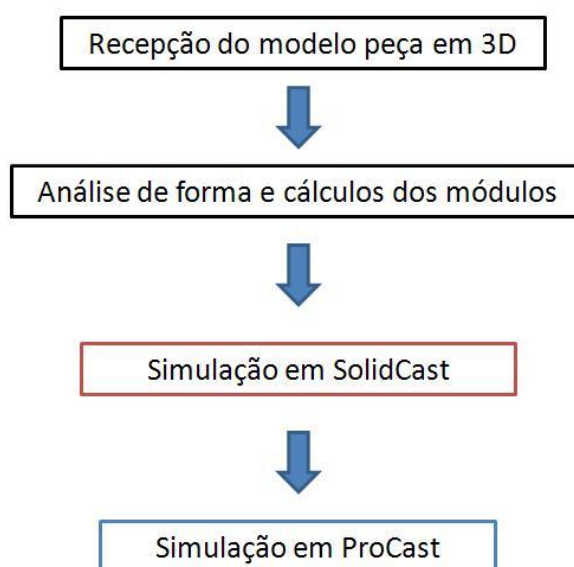 Recepção do modelo peça em 3D
Análise de forma e cálculos dos módulos
Simulação em SolidCast
Simulação em ProCast